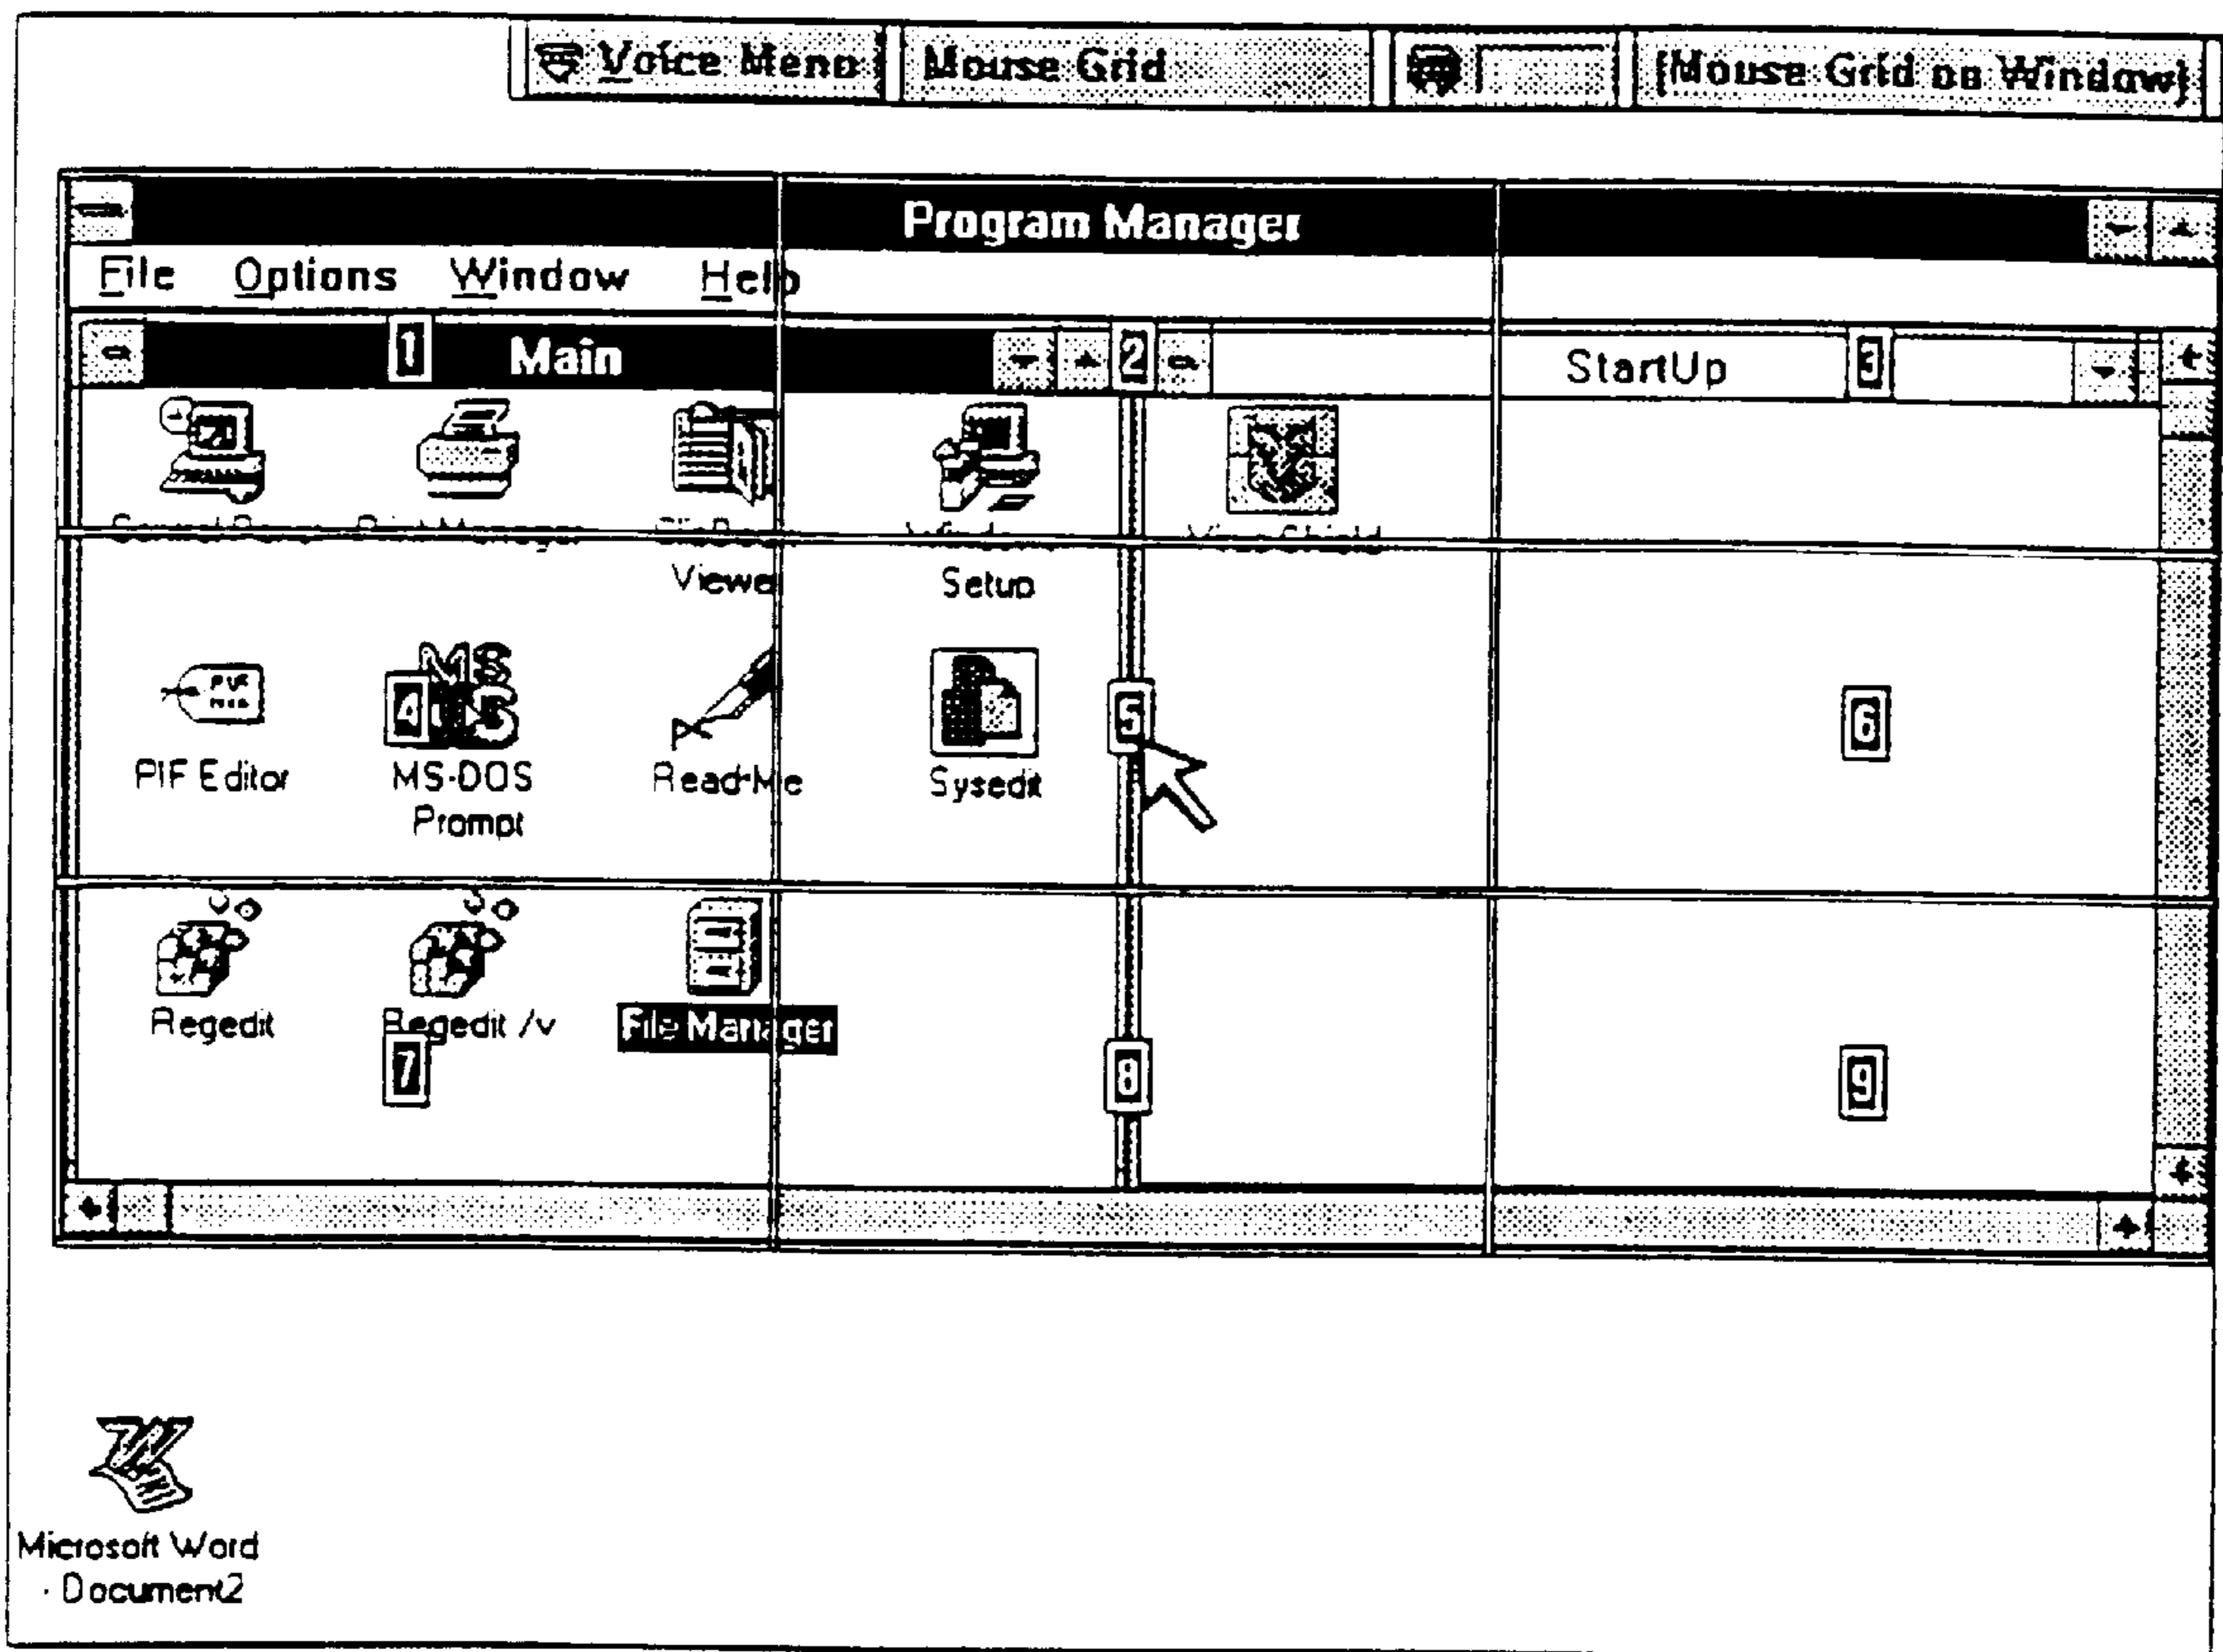 Voice Menu Mouse Grid [Mouse Grid on Window]
Program Manager
File Options Window Help
1 Main 2 StartUp 3
Viewer Setup
4 5 6
PIF Editor MS-DOS Read-Me Sysedit
Prompt
Regedit Regedit /v File Manager
7 8 9
Microsoft Word
- Document2